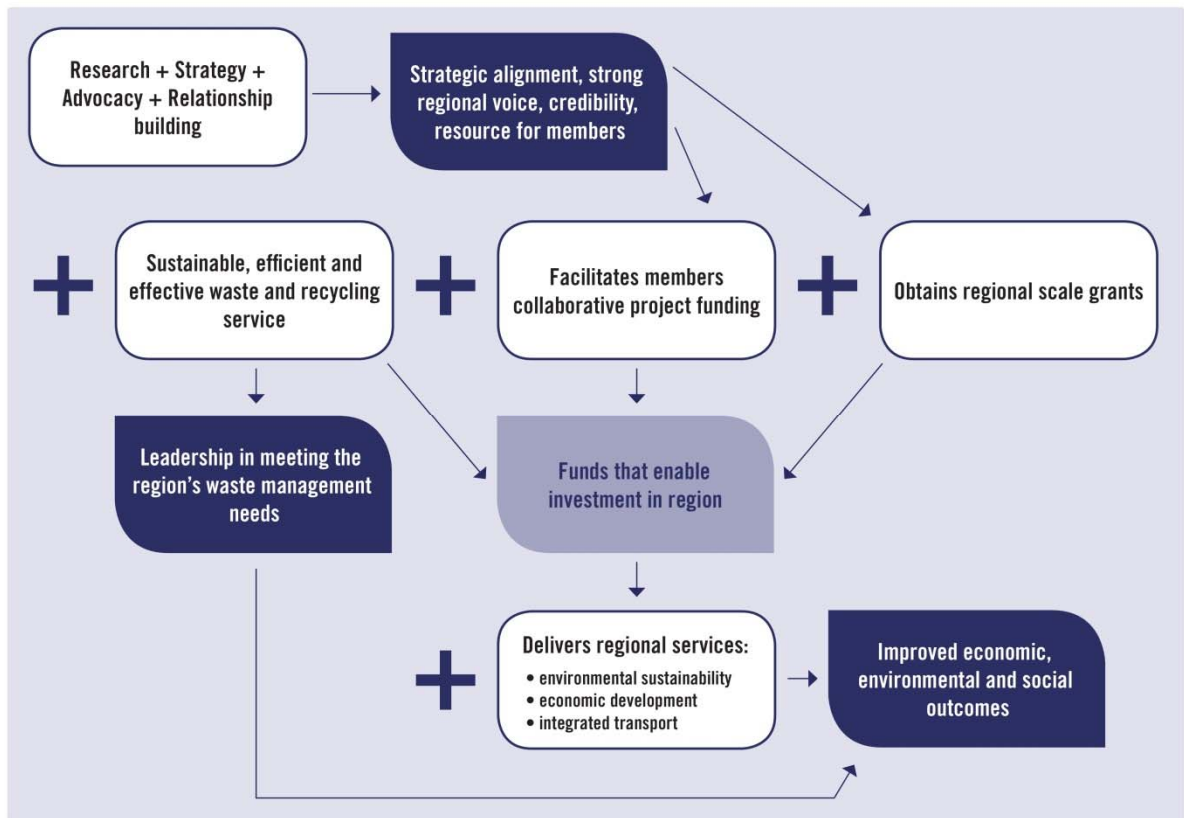 Research + Strategy +
Advocacy + Relationship
building
Strategic alignment, strong
regional voice, credibility,
resource for members
+
Sustainable, efficient and
effective waste and recycling
service
+
Facilitates members
collaborative project funding
+
Obtains regional scale grants
Leadership in meeting the
region’s waste management
needs
Funds that enable
investment in region
+
Delivers regional services:
• environmental sustainability
• economic development
• integrated transport
Improved economic,
environmental and social
outcomes